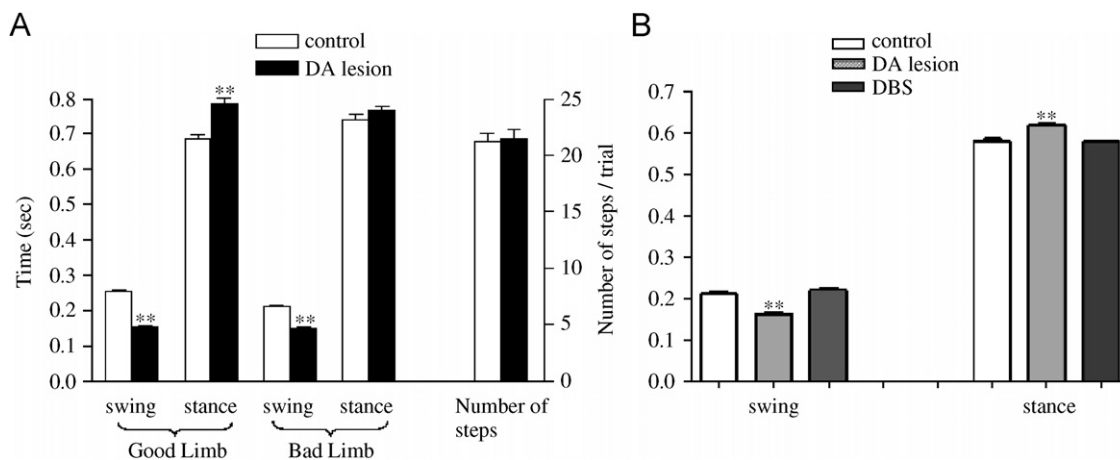 A
control
DA lesion
Time (sec)
0.8
0.7
0.6
0.5
0.4
0.3
0.2
0.1
0.0
**
**
**
25
20
15
10
5
0
Number of steps / trial
swing
stance
swing
stance
Number of
steps
Good Limb
Bad Limb
B
control
DA lesion
DBS
0.7
0.6
0.5
0.4
0.3
0.2
0.1
0.0
**
**
swing
stance